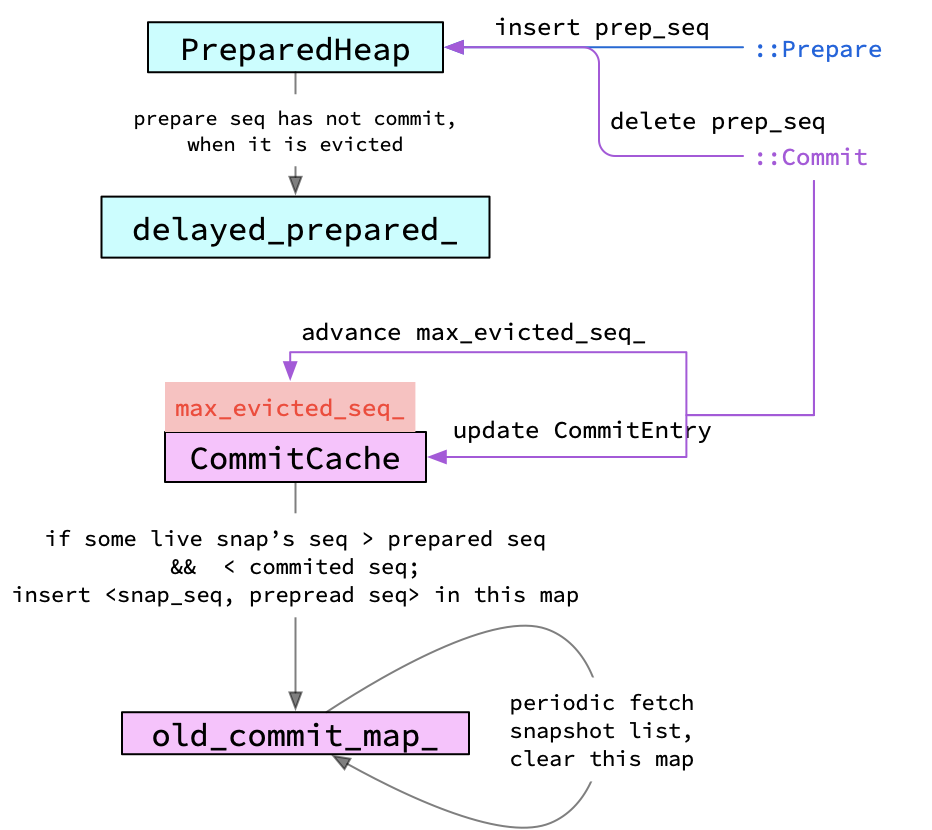 insert prep_seq
PreparedHeap
::Prepare
delete prep_seq
::Commit
prepare seq has not commit,
when it is evicted
delayed_prepared_
advance max_evicted_seq_
max_evicted_seq_
update CommitEntry
CommitCache
if some live snap’s seq > prepared seq
&&  < commited seq;
insert <snap_seq, prepread seq> in this map
periodic fetch
snapshot list,
clear this map
old_commit_map_